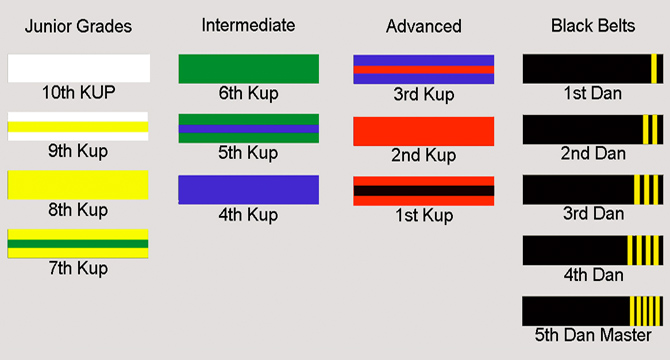 Junior Grades
10th KUP
9th Kup
8th Kup
7th Kup
Intermediate
6th Kup
5th Kup
4th Kup
Advanced
3rd Kup
2nd Kup
1st Kup
Black Belts
1st Dan
2nd Dan
3rd Dan
4th Dan
5th Dan Master